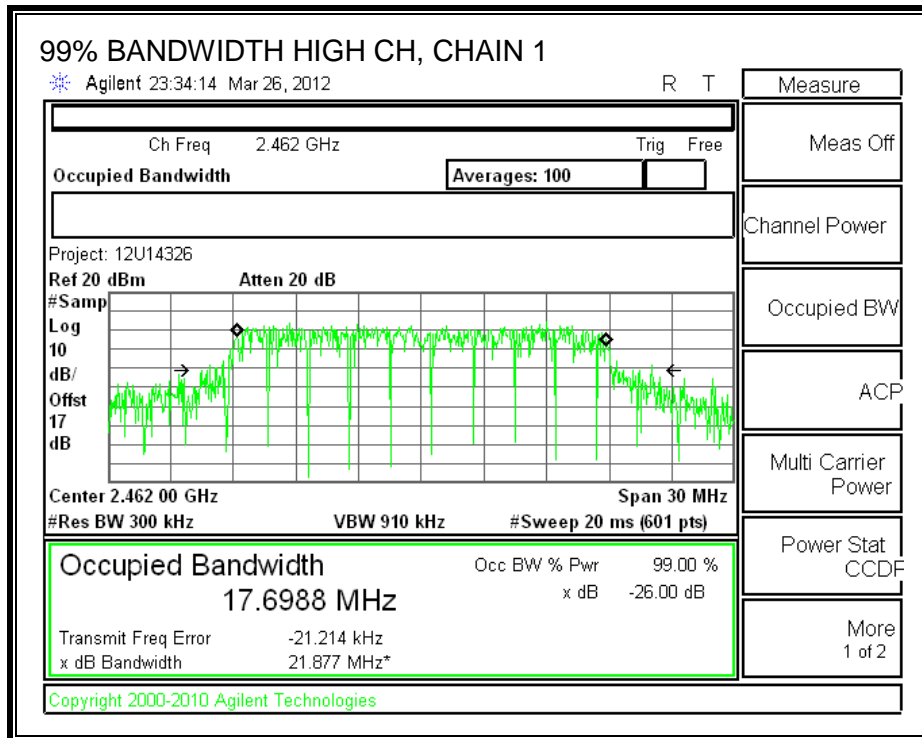 99% BANDWIDTH HIGH CH, CHAIN 1
Agilent 23:34:14 Mar 26, 2012 R T
Measure
Ch Freq 2.462 GHz Trig Free
Meas Off
Occupied Bandwidth Averages: 100
Channel Power
Project: 12U14326
Ref 20 dBm Atten 20 dB
#Samp
Log
10
dB/
Offst
17
dB
Occupied BW
ACP
Multi Carrier
Power
Center 2.462 00 GHz Span 30 MHz
#Res BW 300 kHz VBW 910 kHz #Sweep 20 ms (601 pts)
Power Stat
CCDF
Occupied Bandwidth Occ BW % Pwr 99.00 %
17.6988 MHz x dB -26.00 dB
Transmit Freq Error -21.214 kHz
x dB Bandwidth 21.877 MHz*
More
1 of 2
Copyright 2000-2010 Agilent Technologies